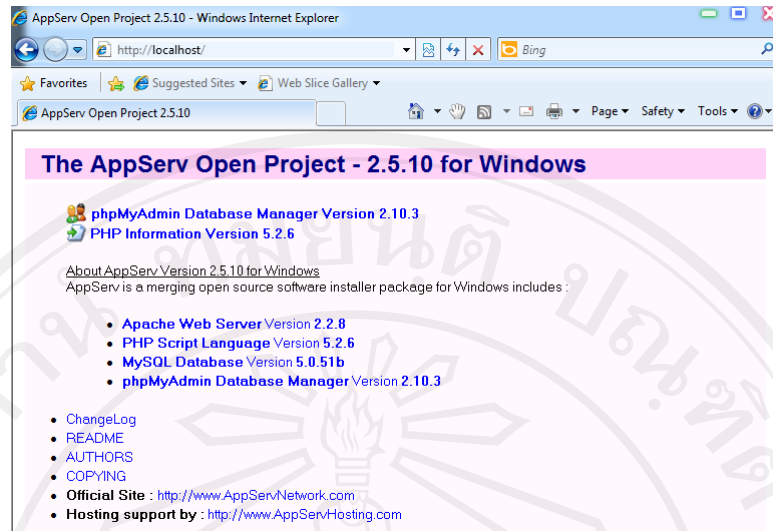 AppServ Open Project 2.5.10 - Windows Internet Explorer
http://localhost/
Bing
Favorites Suggested Sites Web Slice Gallery
AppServ Open Project 2.5.10 Page Safety Tools
The AppServ Open Project - 2.5.10 for Windows
phpMyAdmin Database Manager Version 2.10.3
PHP Information Version 5.2.6
About AppServ Version 2.5.10 for Windows
AppServ is a merging open source software installer package for Windows includes :
• Apache Web Server Version 2.2.8
• PHP Script Language Version 5.2.6
• MySQL Database Version 5.0.51b
• phpMyAdmin Database Manager Version 2.10.3
• ChangeLog
• README
• AUTHORS
• COPYING
• Official Site : http://www.AppServNetwork.com
• Hosting support by : http://www.AppServHosting.com